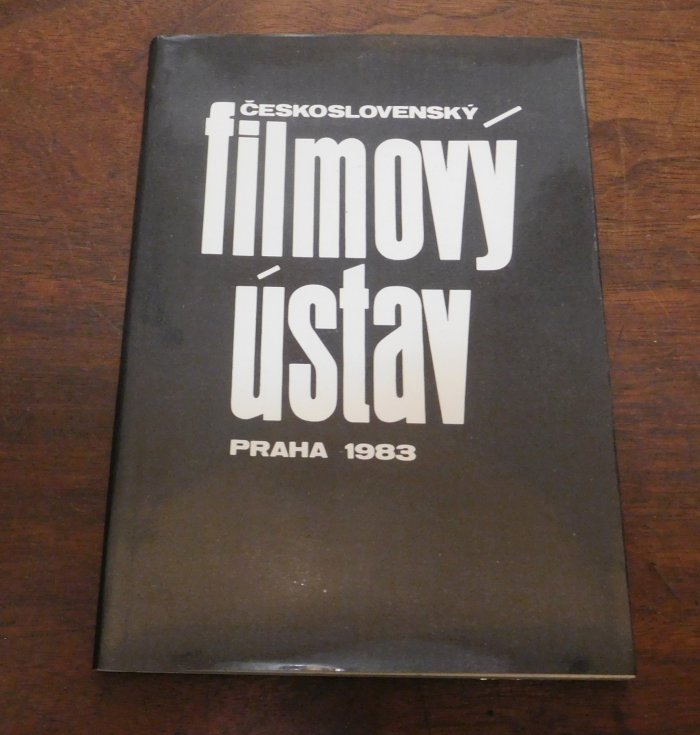 ČESKOSLOVENSKÝ
filmový
ústav
PRAHA 1983